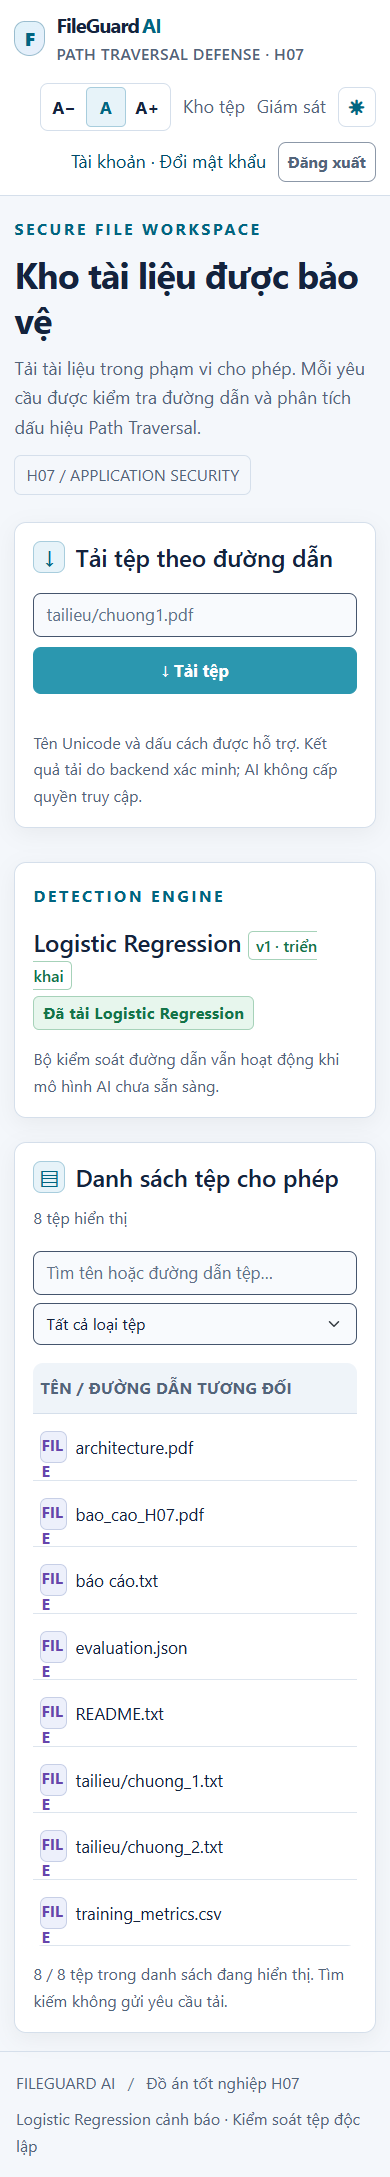 F
FileGuard AI
PATH TRAVERSAL DEFENSE · H07
A− A A+ Kho tệp Giám sát
Tài khoản · Đổi mật khẩu Đăng xuất
SECURE FILE WORKSPACE
Kho tài liệu được bảo
vệ
Tải tài liệu trong phạm vi cho phép. Mỗi yêu
cầu được kiểm tra đường dẫn và phân tích
dấu hiệu Path Traversal.
H07 / APPLICATION SECURITY
↓ Tải tệp theo đường dẫn
tailieu/chuong1.pdf
↓ Tải tệp
Tên Unicode và dấu cách được hỗ trợ. Kết
quả tải do backend xác minh; AI không cấp
quyền truy cập.
DETECTION ENGINE
Logistic Regression v1 · triển
khai
Đã tải Logistic Regression
Bộ kiểm soát đường dẫn vẫn hoạt động khi
mô hình AI chưa sẵn sàng.
Danh sách tệp cho phép
8 tệp hiển thị
Tìm tên hoặc đường dẫn tệp...
Tất cả loại tệp
TÊN / ĐƯỜNG DẪN TƯƠNG ĐỐI
FIL
E
architecture.pdf
FIL
E
bao_cao_H07.pdf
FIL
E
báo cáo.txt
FIL
E
evaluation.json
FIL
E
README.txt
FIL
E
tailieu/chuong_1.txt
FIL
E
tailieu/chuong_2.txt
FIL
E
training_metrics.csv
8 / 8 tệp trong danh sách đang hiển thị. Tìm
kiếm không gửi yêu cầu tải.
FILEGUARD AI / Đồ án tốt nghiệp H07
Logistic Regression cảnh báo · Kiểm soát tệp độc
lập